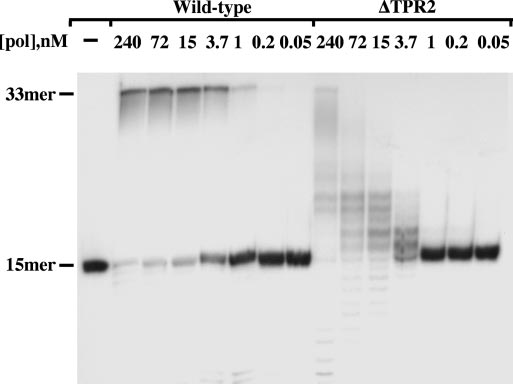 Wild-type ΔTPR2
[pol],nM – 240 72 15 3.7 1 0.2 0.05 240 72 15 3.7 1 0.2 0.05
33mer
15mer